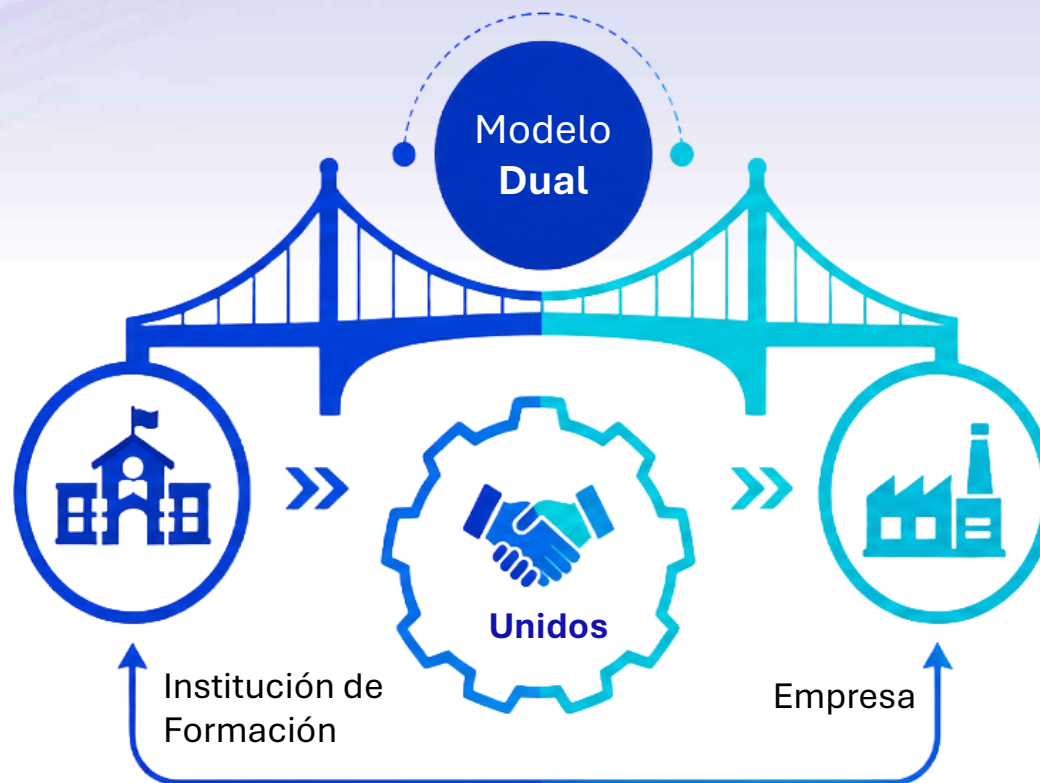 Modelo
Dual
Unidos
Institución de
Formación
Empresa